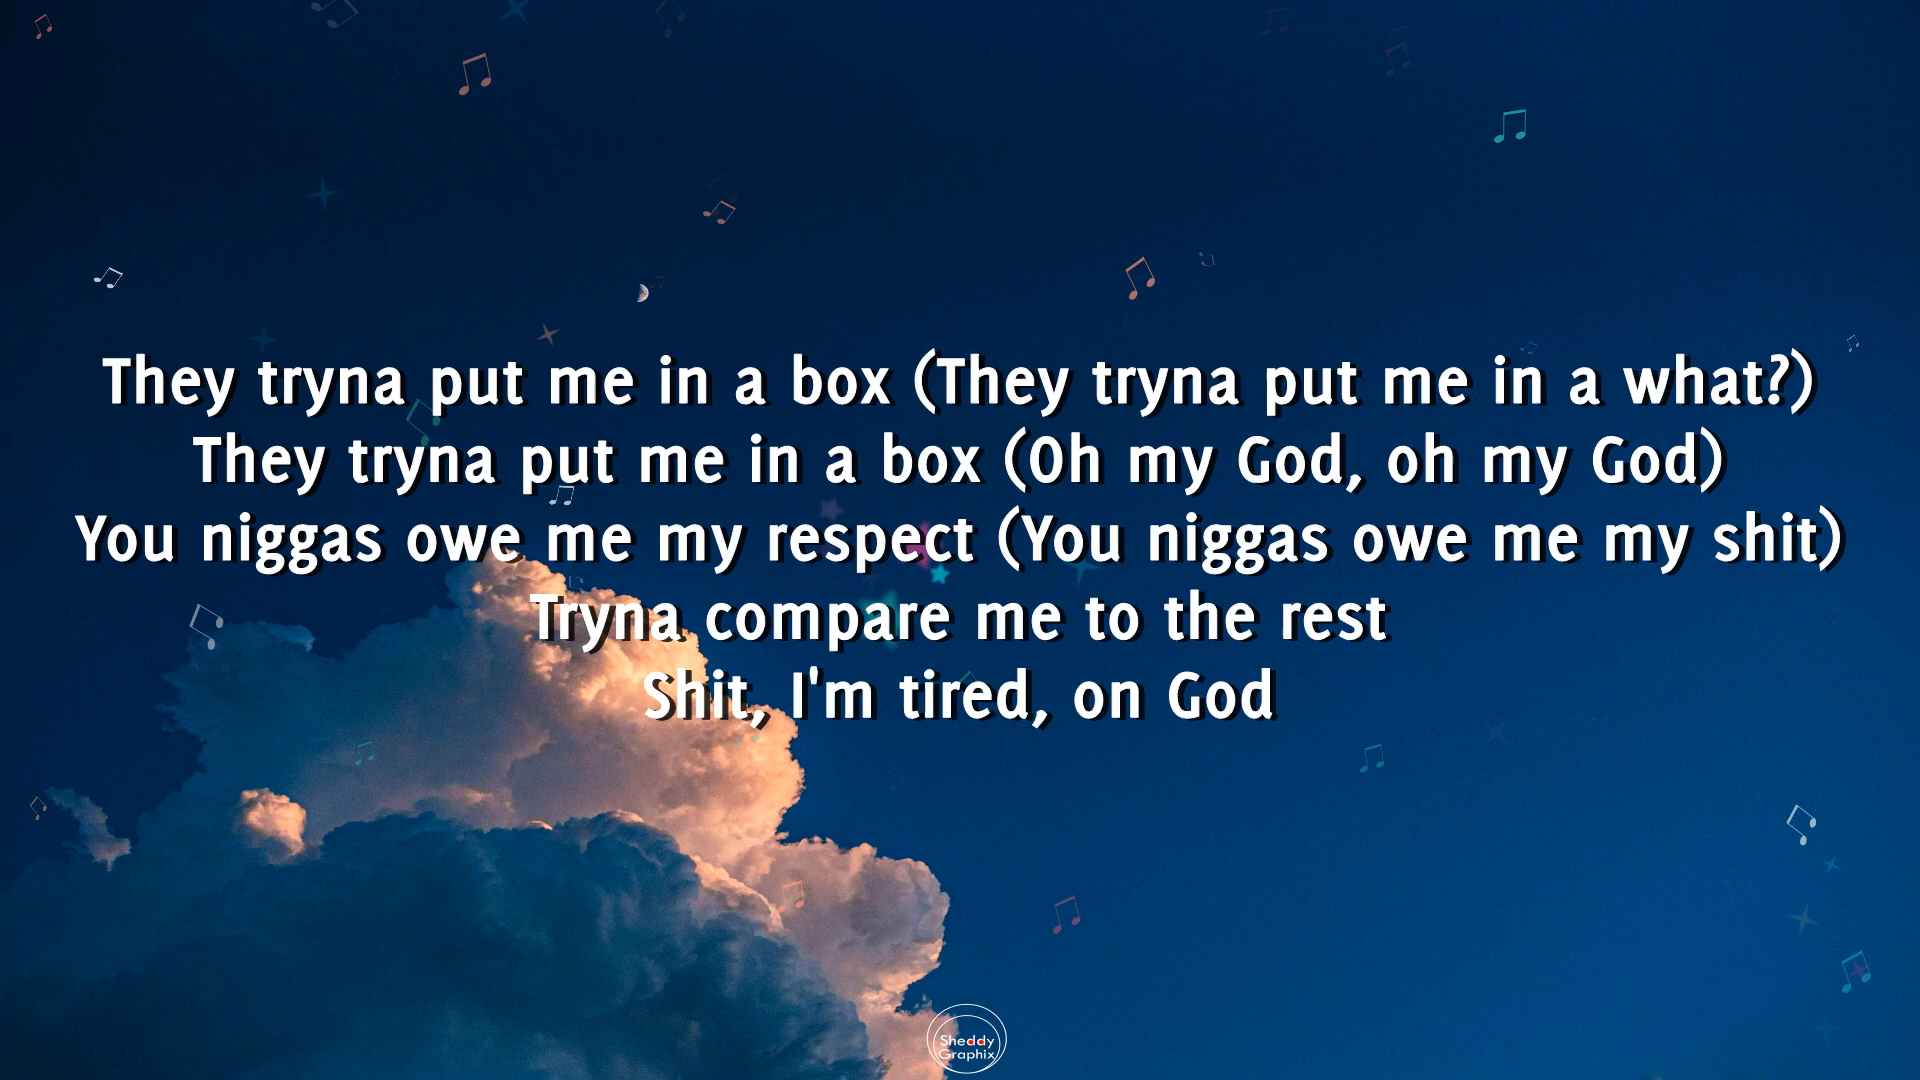 They tryna put me in a box (They tryna put me in a what?)
They tryna put me in a box (Oh my God, oh my God)
You niggas owe me my respect (You niggas owe me my shit)
Tryna compare me to the rest
Shit, I'm tired, on God
Sheddy
Graphix